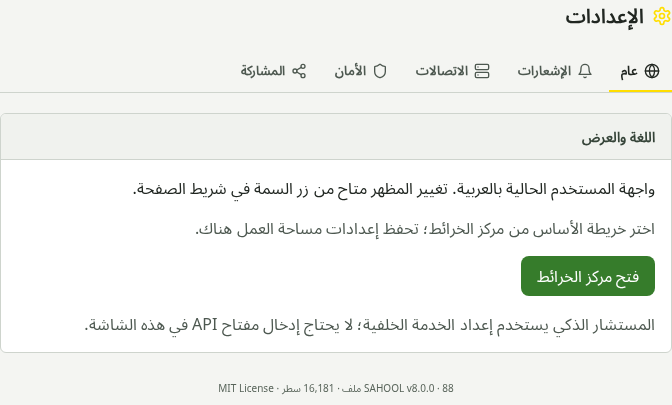 الإعدادات
عام الإشعارات الاتصالات الأمان المشاركة
اللغة والعرض
واجهة المستخدم الحالية بالعربية. تغيير المظهر متاح من زر السمة في شريط الصفحة.
اختر خريطة الأساس من مركز الخرائط؛ تحفظ إعدادات مساحة العمل هناك.
فتح مركز الخرائط
المستشار الذكي يستخدم إعداد الخدمة الخلفية؛ لا يحتاج إدخال مفتاح API في هذه الشاشة.
SAHOOL v8.0.0 · 88 ملف · 16,181 سطر · MIT License